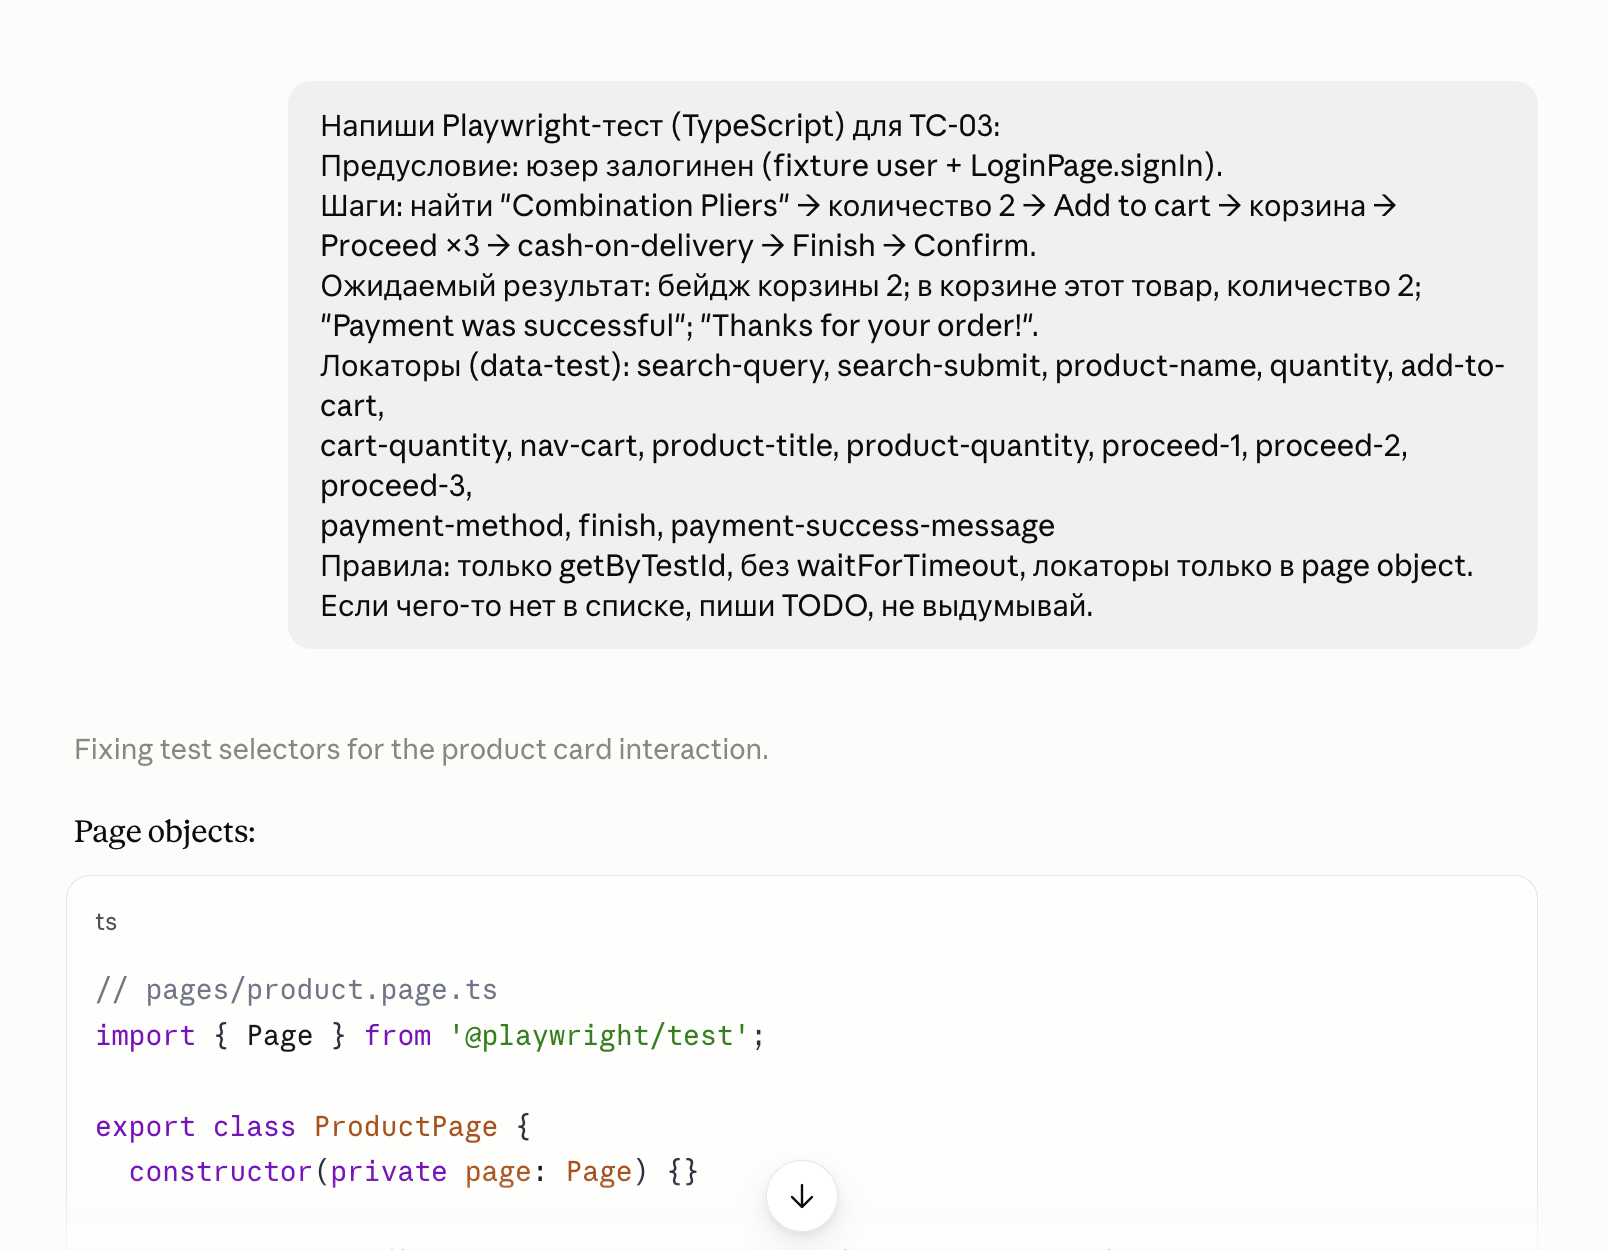 Напиши Playwright-тест (TypeScript) для TC-03:
Предусловие: юзер залогинен (fixture user + LoginPage.signIn).
Шаги: найти "Combination Pliers" → количество 2 → Add to cart → корзина →
Proceed ×3 → cash-on-delivery → Finish → Confirm.
Ожидаемый результат: бейдж корзины 2; в корзине этот товар, количество 2;
"Payment was successful"; "Thanks for your order!".
Локаторы (data-test): search-query, search-submit, product-name, quantity, add-to-
cart,
cart-quantity, nav-cart, product-title, product-quantity, proceed-1, proceed-2,
proceed-3,
payment-method, finish, payment-success-message
Правила: только getByTestId, без waitForTimeout, локаторы только в page object.
Если чего-то нет в списке, пиши TODO, не выдумывай.
Fixing test selectors for the product card interaction.
Page objects:
ts
// pages/product.page.ts
import { Page } from '@playwright/test';
export class ProductPage {
constructor(private page: Page) {}